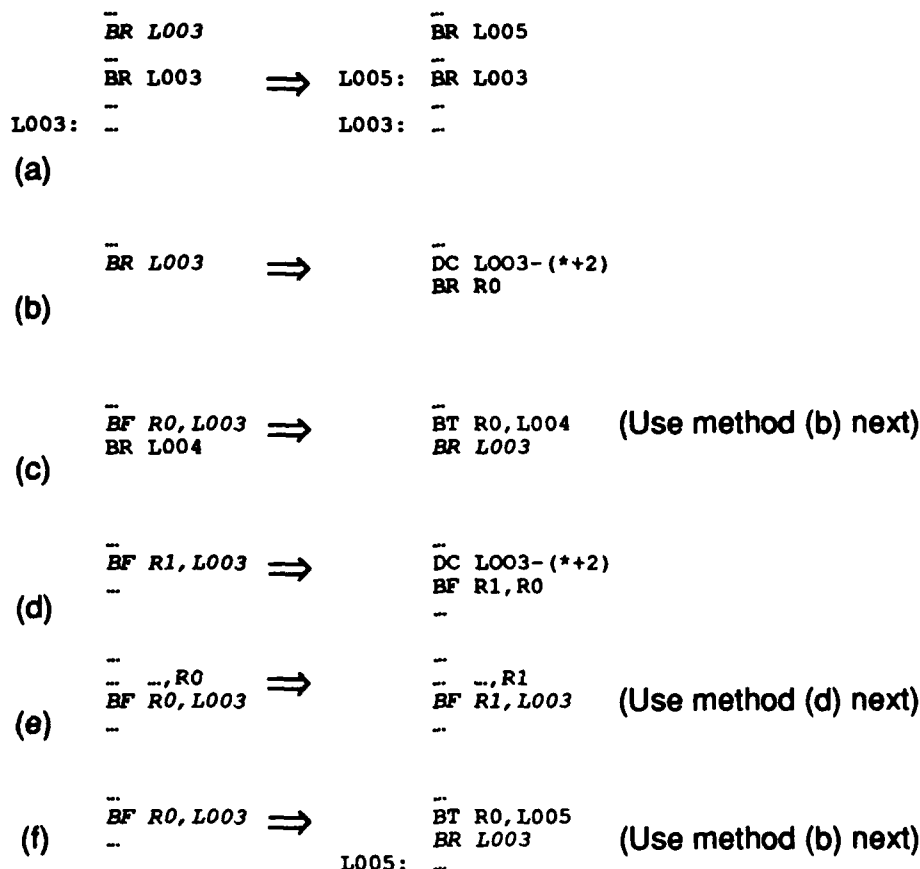 … …
BR L003 BR L005
… …
BR L003 ⇒ L005: BR L003
… …
L003: … L003: …
(a)
… …
BR L003 ⇒ DC L003-(*+2)
BR R0
(b)
… …
BF R0,L003 ⇒ BT R0,L004 (Use method (b) next)
BR L004 BR L003
(c)
… …
BF R1,L003 ⇒ DC L003-(*+2)
… BF R1,R0
(d) …
… …
… …,R0 ⇒ … …,R1
BF R0,L003 BF R1,L003 (Use method (d) next)
(e) … …
… …
BF R0,L003 ⇒ BT R0,L005
(f) … BR L003 (Use method (b) next)
L005: …